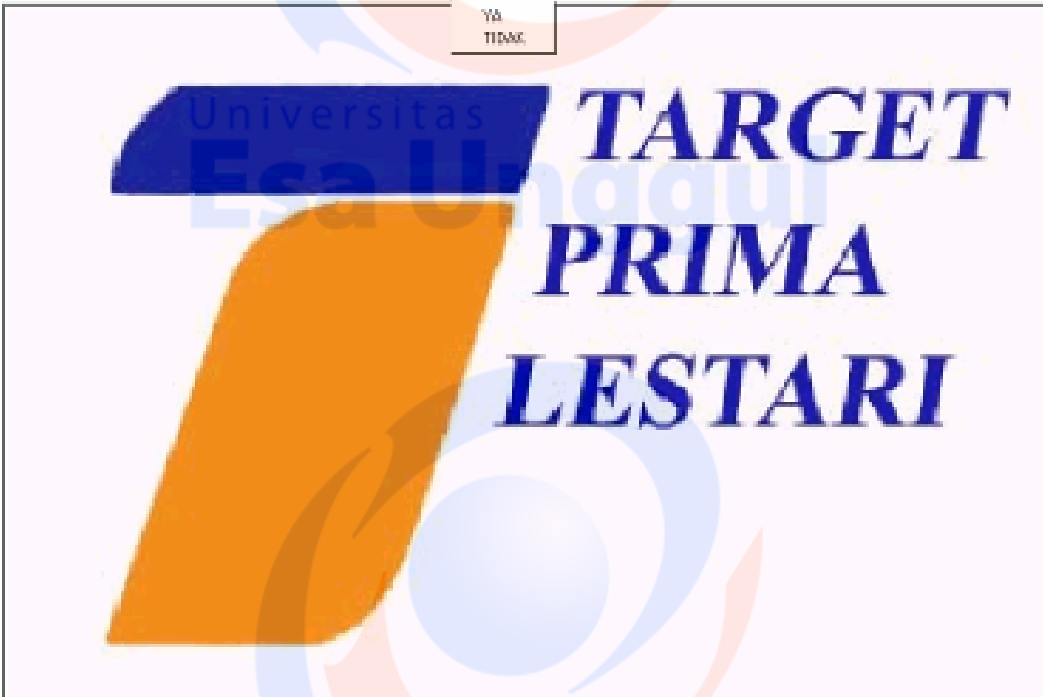 YA
TIDAK
Universitas
Esa Unggul
TARGET
PRIMA
LESTARI